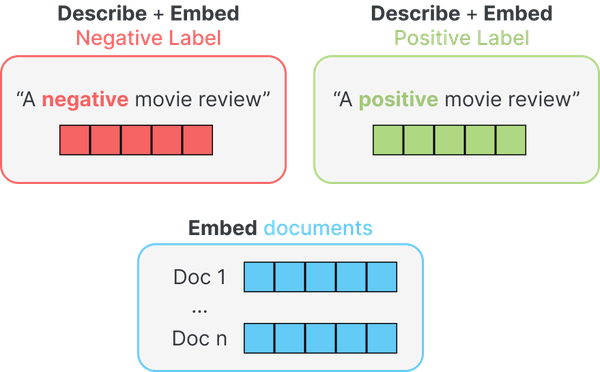 Describe + Embed
Negative Label
“A negative movie review”
Describe + Embed
Positive Label
“A positive movie review”
Embed documents
Doc 1
...
Doc n